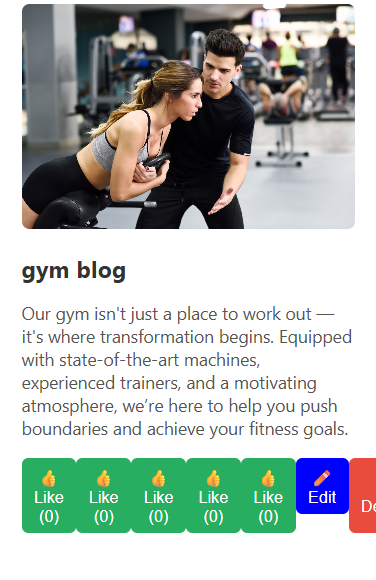 gym blog
Our gym isn't just a place to work out —
it's where transformation begins. Equipped
with state-of-the-art machines,
experienced trainers, and a motivating
atmosphere, we’re here to help you push
boundaries and achieve your fitness goals.
👍 👍 👍 👍 👍 ✏️
Like Like Like Like Like Edit
(0) (0) (0) (0) (0) De